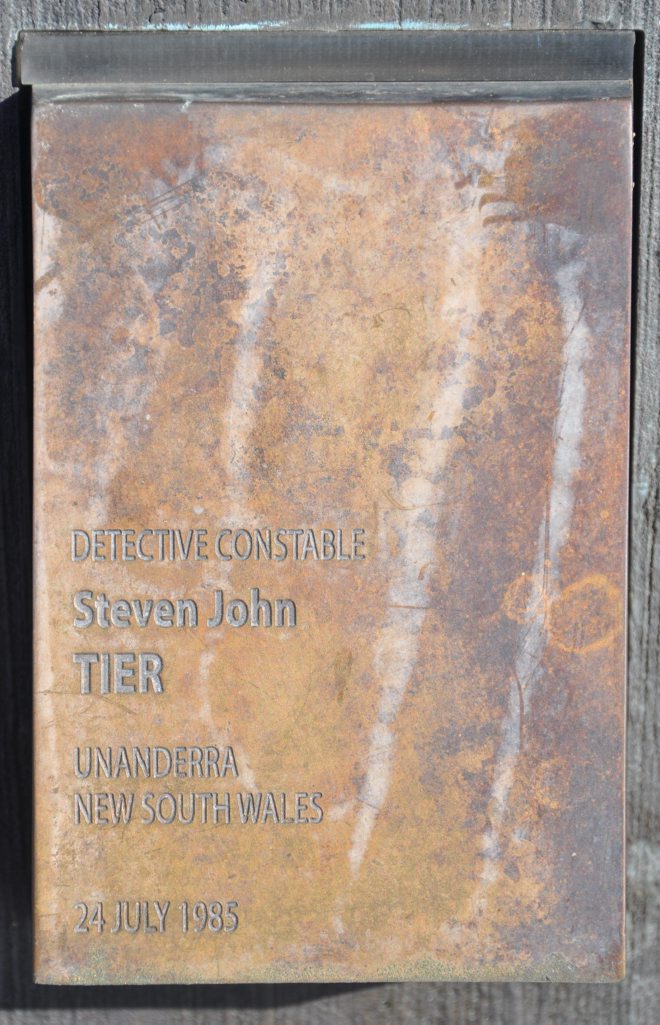 DETECTIVE CONSTABLE
Steven John
TIER
UNANDERRA
NEW SOUTH WALES
24 JULY 1985